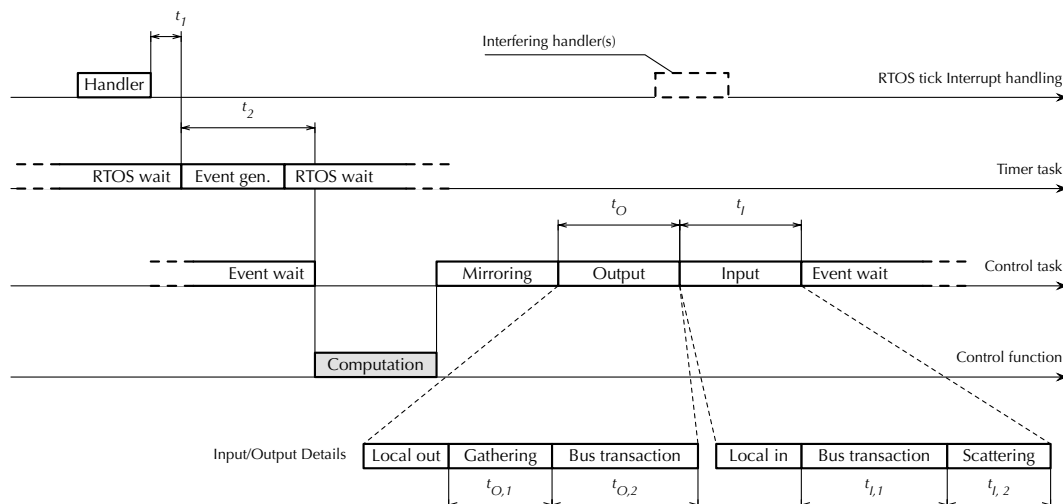 t1
Interfering handler(s)
Handler
RTOS tick Interrupt handling
t2
RTOS wait
Event gen.
RTOS wait
Timer task
tO
tI
Event wait
Mirroring
Output
Input
Event wait
Control task
Computation
Control function
Input/Output Details
Local out
Gathering
Bus transaction
Local in
Bus transaction
Scattering
tO,1
tO,2
tI,1
tI, 2